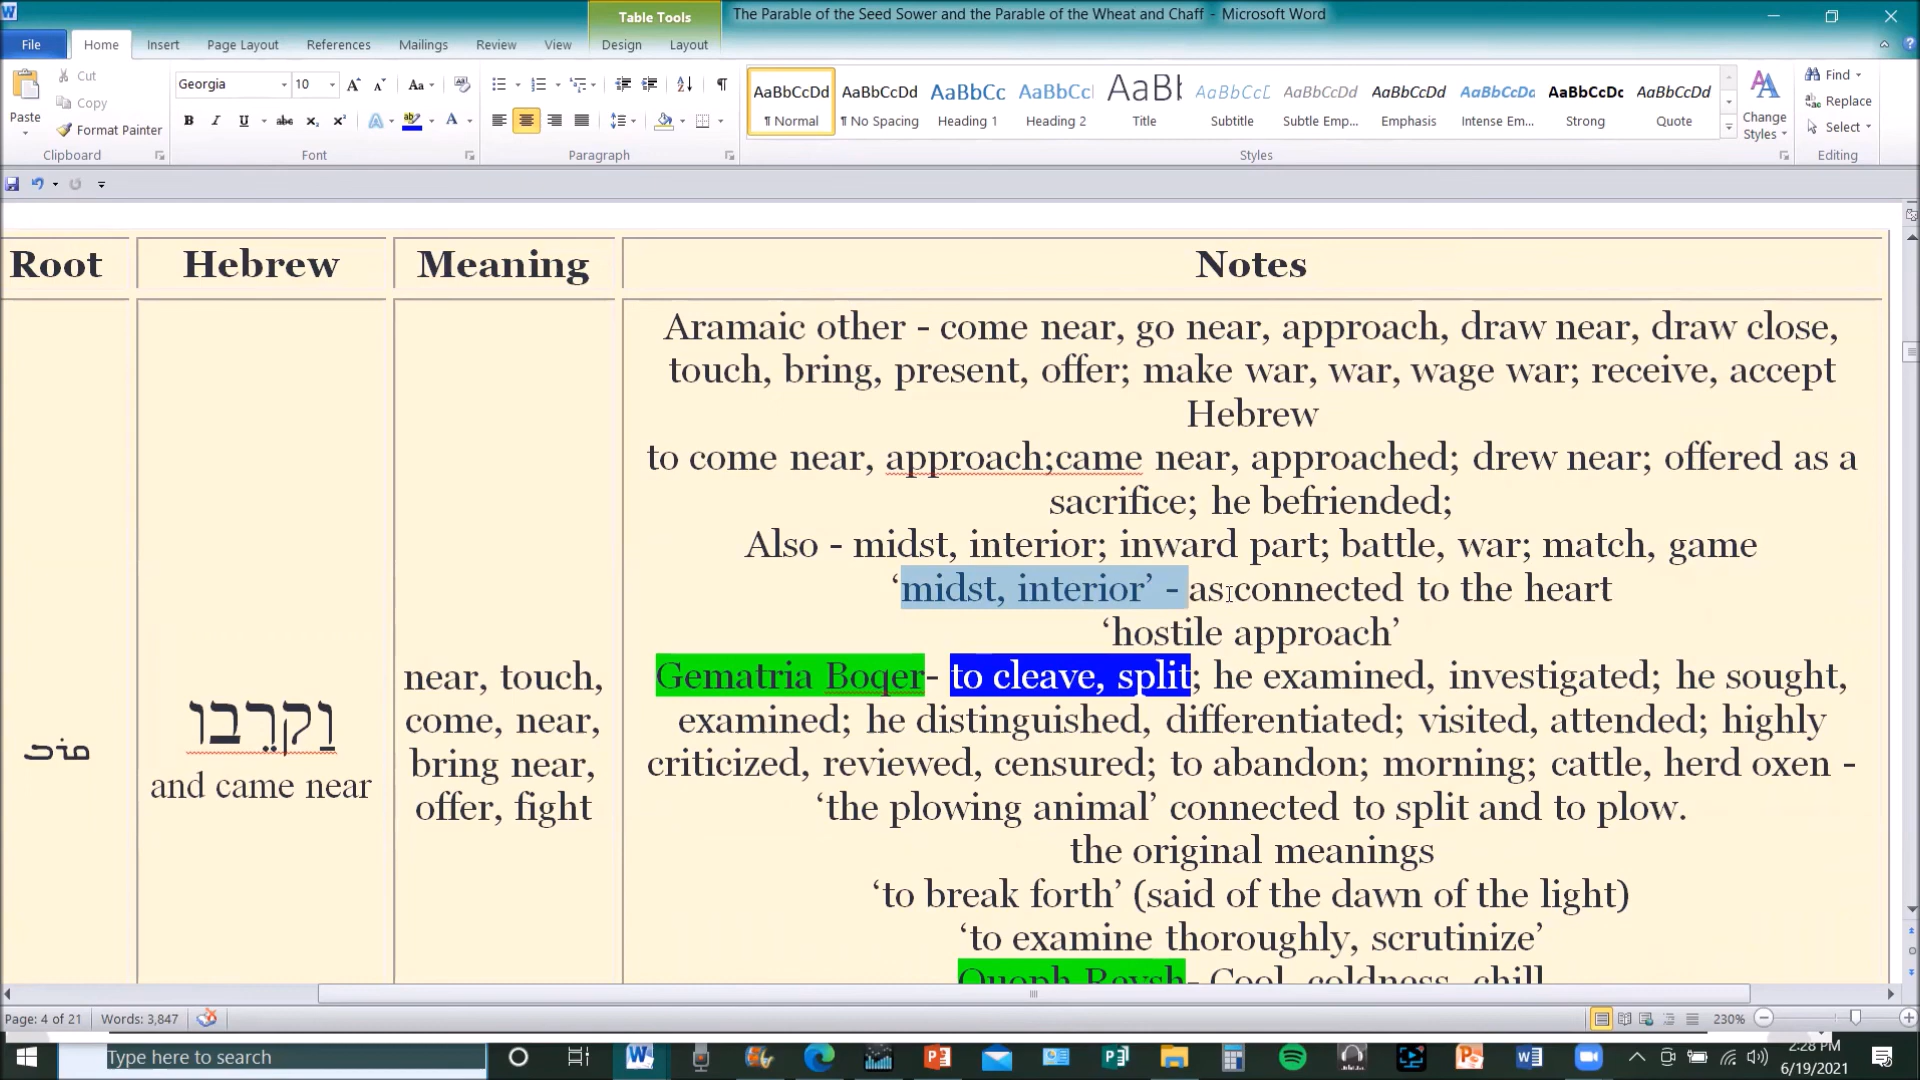 Table Tools
The Parable of the Seed Sower and the Parable of the Wheat and Chaff - Microsoft Word
File Home Insert Page Layout References Mailings Review View Design Layout
Paste
Cut
Copy
Format Painter
Georgia 10
AaBbCcDd AaBbCcDd AaBbCc AaBbCcI AaBl AaBbCcL AaBbCcDd AaBbCcDd AaBbCcDd AaBbCcDc AaBbCcDd
¶ Normal ¶ No Spacing Heading 1 Heading 2 Title Subtitle Subtle Emp... Emphasis Intense Em... Strong Quote
Change Styles
Find
Replace
Select
Clipboard Font Paragraph Styles Editing
Root Hebrew Meaning Notes
Aramaic other - come near, go near, approach, draw near, draw close,
touch, bring, present, offer; make war, war, wage war; receive, accept
Hebrew
to come near, approach;came near, approached; drew near; offered as a
sacrifice; he befriended;
Also - midst, interior; inward part; battle, war; match, game
‘midst, interior’ - as connected to the heart
‘hostile approach’
Gematria Boqer- to cleave, split; he examined, investigated; he sought,
examined; he distinguished, differentiated; visited, attended; highly
criticized, reviewed, censured; to abandon; morning; cattle, herd oxen -
‘the plowing animal’ connected to split and to plow.
the original meanings
‘to break forth’ (said of the dawn of the light)
‘to examine thoroughly, scrutinize’
Quoph Reysh- Cool, coldness, chill
ܩܪܒ
וַקרֵבו
and came near
near, touch,
come, near,
bring near,
offer, fight
Page: 4 of 21 Words: 3,847 230%
Type here to search
2:28 PM
6/19/2021